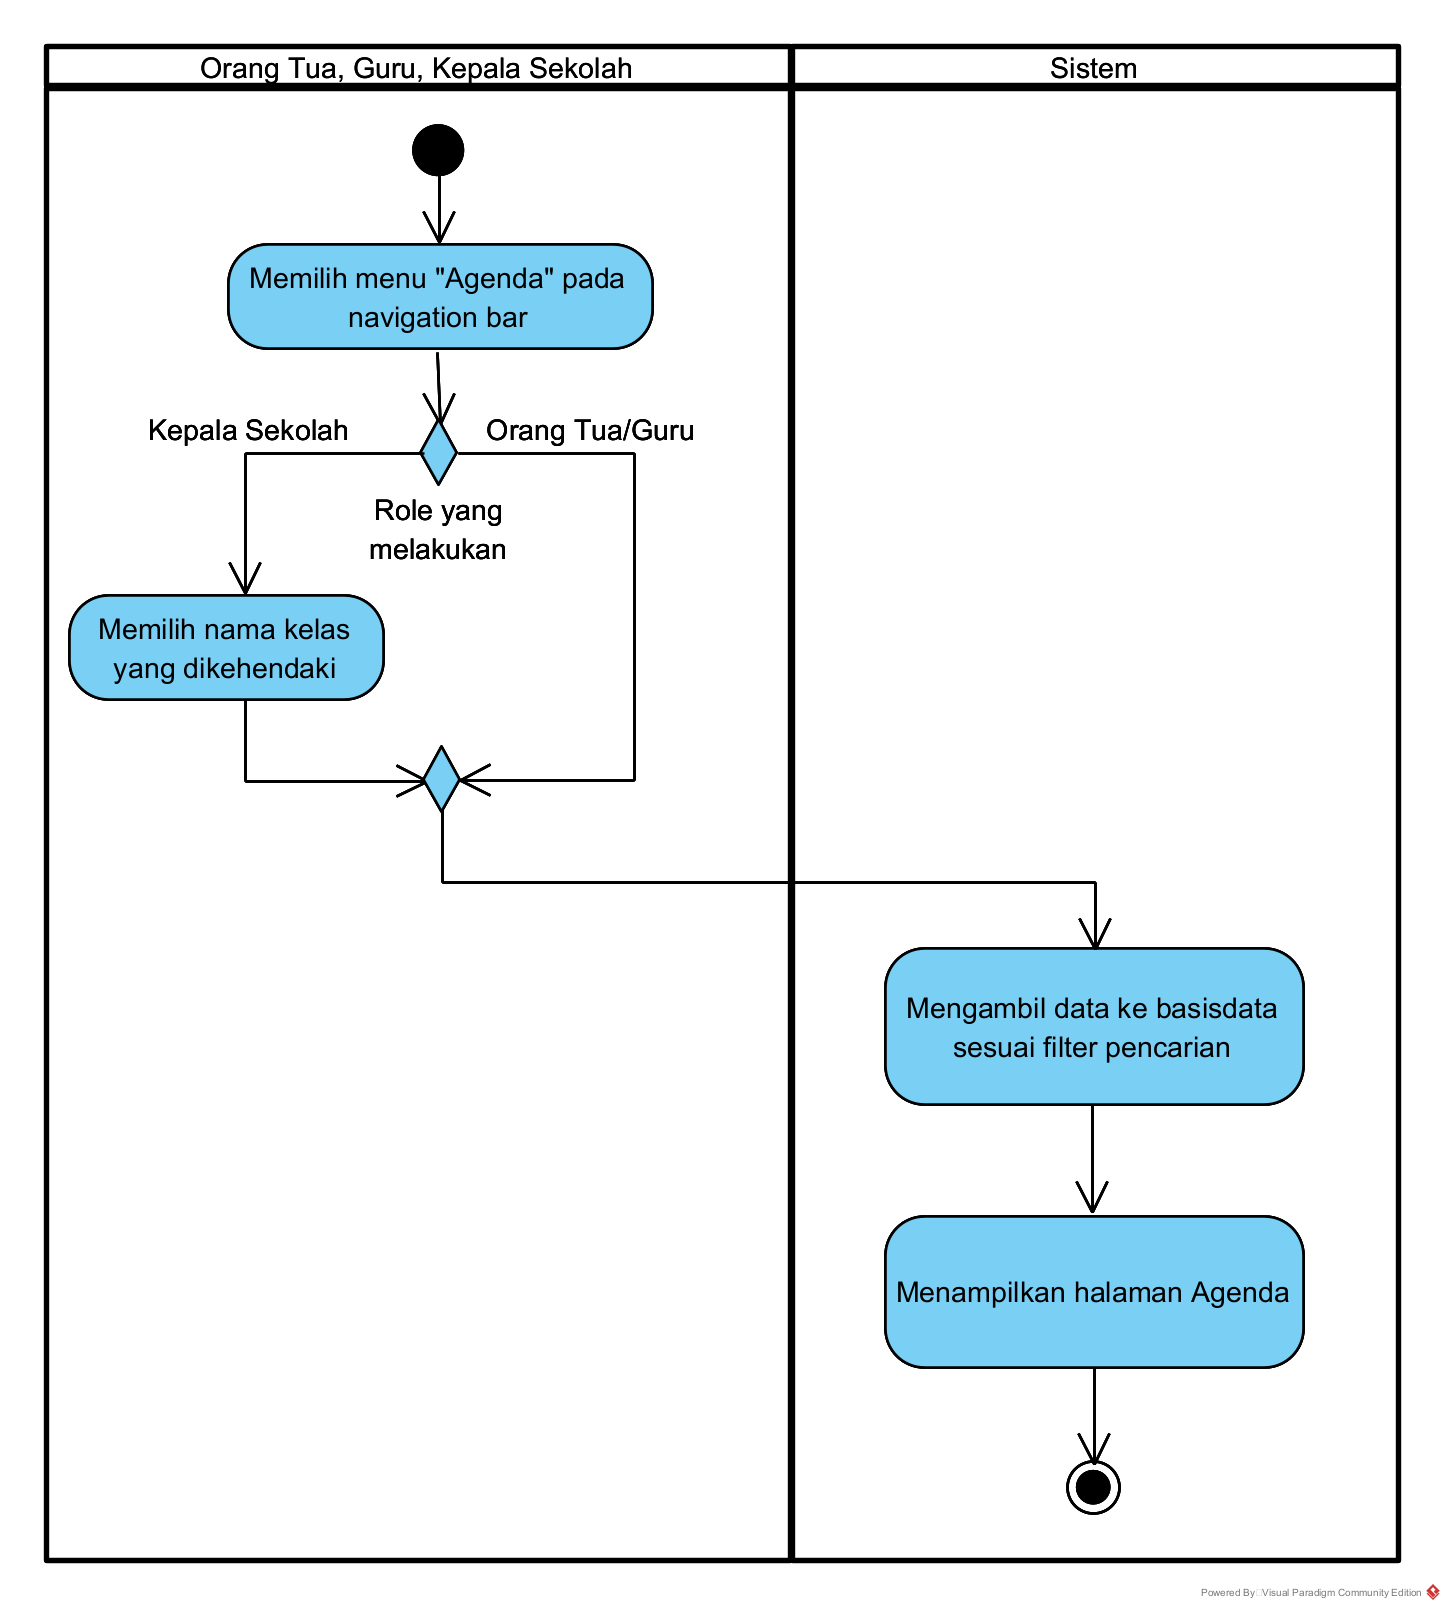 Orang Tua, Guru, Kepala Sekolah
Sistem
Memilih menu "Agenda" pada
navigation bar
Kepala Sekolah
Orang Tua/Guru
Role yang
melakukan
Memilih nama kelas
yang dikehendaki
Mengambil data ke basisdata
sesuai filter pencarian
Menampilkan halaman Agenda
Powered By Visual Paradigm Community Edition